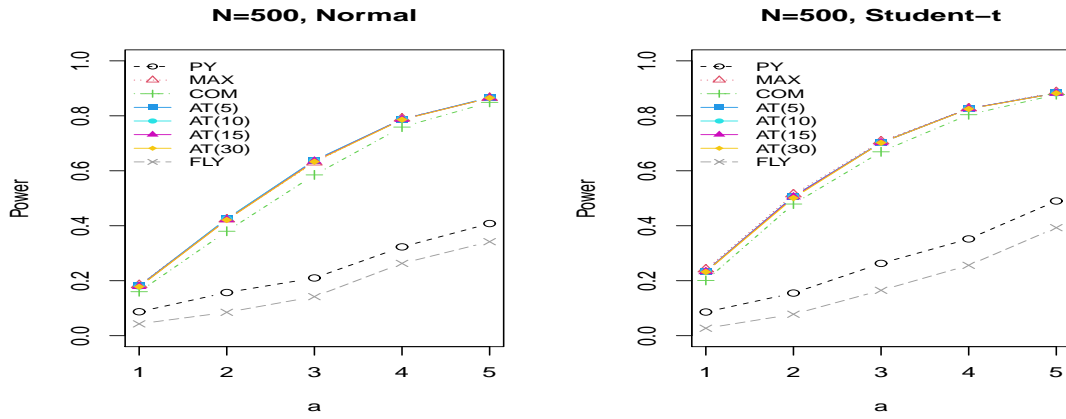 N=500, Normal
Power
1.0
0.8
0.6
0.4
0.2
0.0
PY
MAX
COM
AT(5)
AT(10)
AT(15)
AT(30)
FLY
1 2 3 4 5
a
N=500, Student−t
Power
1.0
0.8
0.6
0.4
0.2
0.0
PY
MAX
COM
AT(5)
AT(10)
AT(15)
AT(30)
FLY
1 2 3 4 5
a